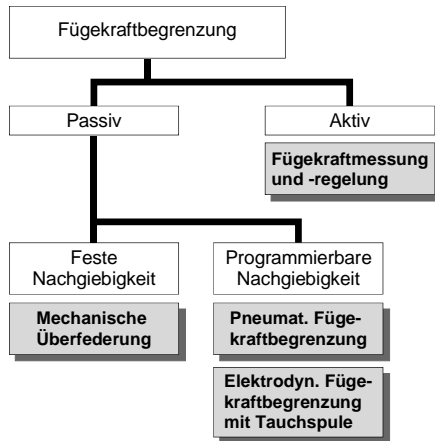 Fügekraftbegrenzung
Passiv
Aktiv
Fügekraftmessung
und -regelung
Feste
Nachgiebigkeit
Programmierbare
Nachgiebigkeit
Mechanische
Überfederung
Pneumat. Füge-
kraftbegrenzung
Elektrodyn. Füge-
kraftbegrenzung
mit Tauchspule